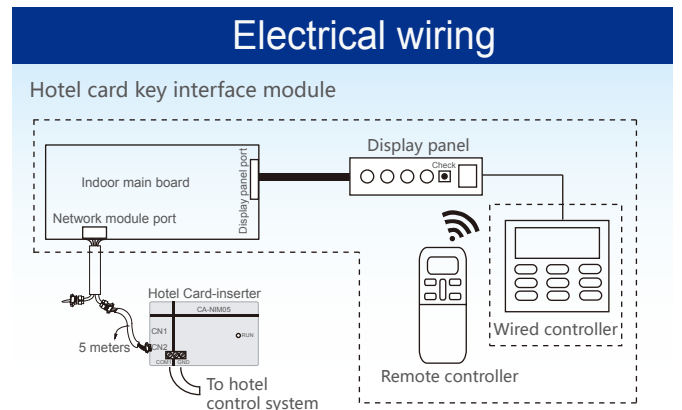 Electrical wiring
Hotel card key interface module
Display panel
Check
Display panel port
Indoor main board
Network module port
Hotel Card-inserter
CA-NIM05
CN1
RUN
CN2
5 meters
COM GND
Wired controller
Remote controller
To hotel
control system